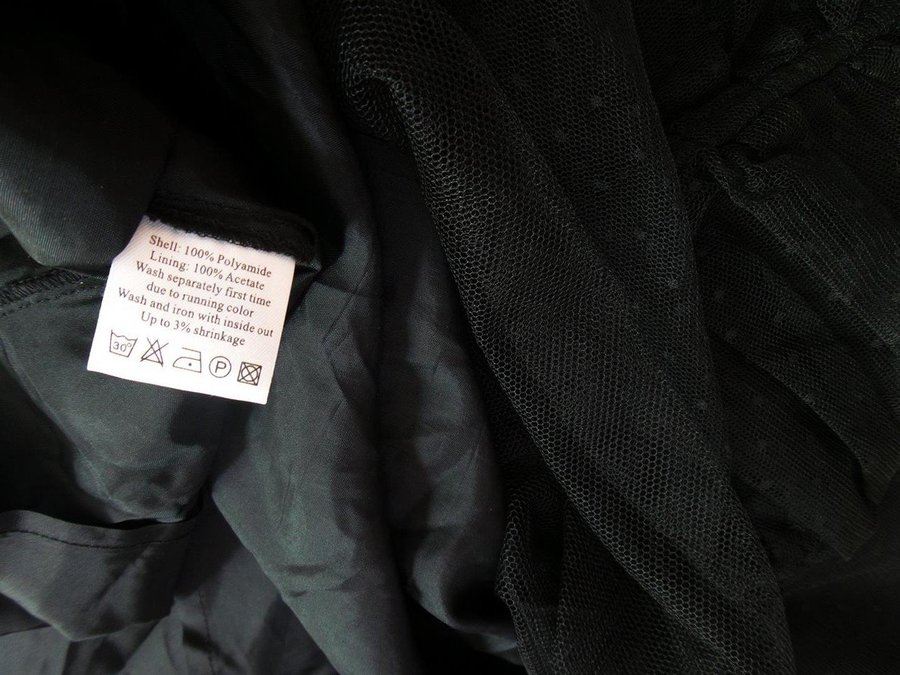 Shell: 100% Polyamide
Lining: 100% Acetate
Wash separately first time
due to running color
Wash and iron with inside out
Up to 3% shrinkage
30° P